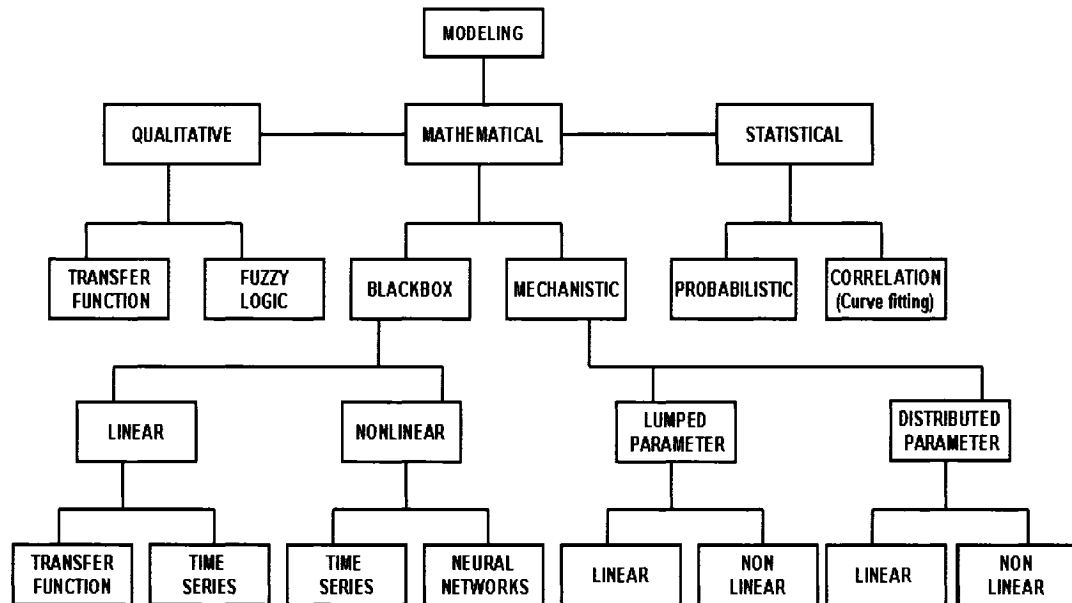 MODELING
QUALITATIVE
MATHEMATICAL
STATISTICAL
TRANSFER
FUNCTION
FUZZY
LOGIC
BLACKBOX
MECHANISTIC
PROBABILISTIC
CORRELATION
(Curve fitting)
LINEAR
NONLINEAR
LUMPED
PARAMETER
DISTRIBUTED
PARAMETER
TRANSFER
FUNCTION
TIME
SERIES
TIME
SERIES
NEURAL
NETWORKS
LINEAR
NON
LINEAR
LINEAR
NON
LINEAR